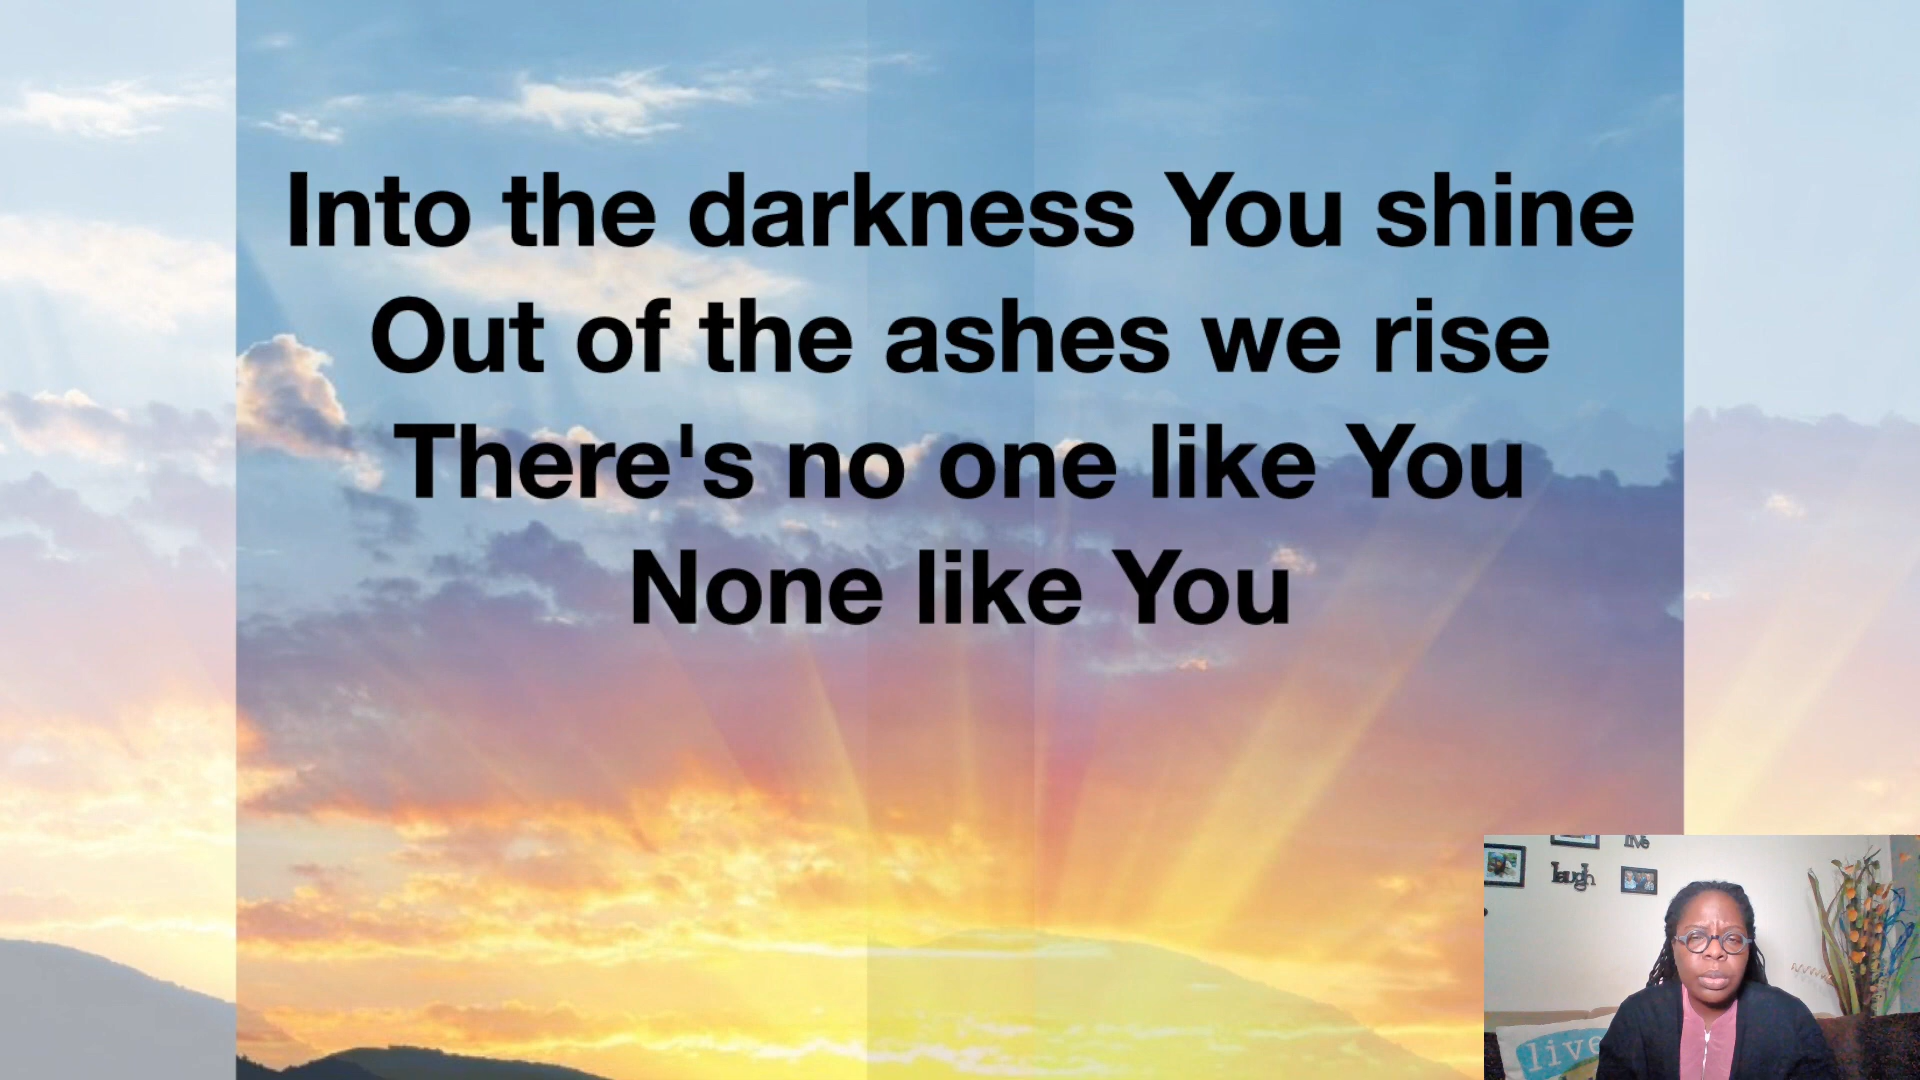 Into the darkness You shine
Out of the ashes we rise
There's no one like You
None like You
live
laugh
live